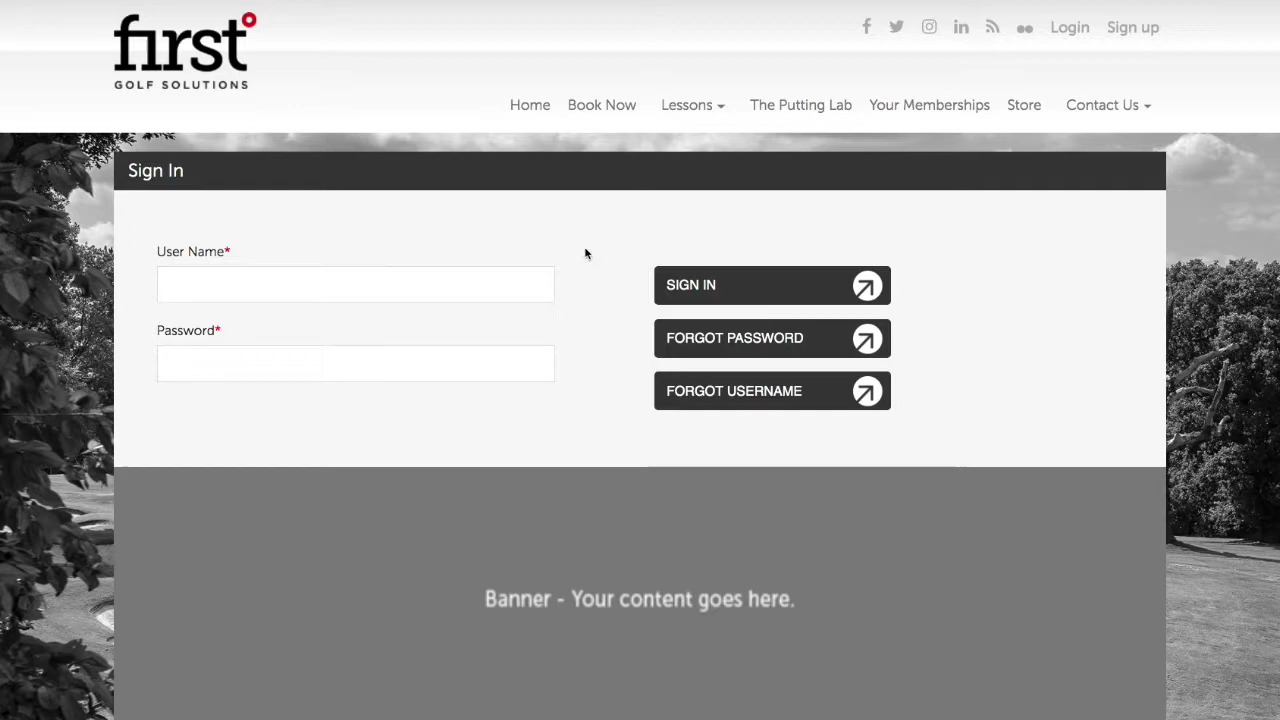 first°
GOLF SOLUTIONS
Login Sign up
Home Book Now Lessons The Putting Lab Your Memberships Store Contact Us
Sign In
User Name*
Password*
SIGN IN
FORGOT PASSWORD
FORGOT USERNAME
Banner - Your content goes here.